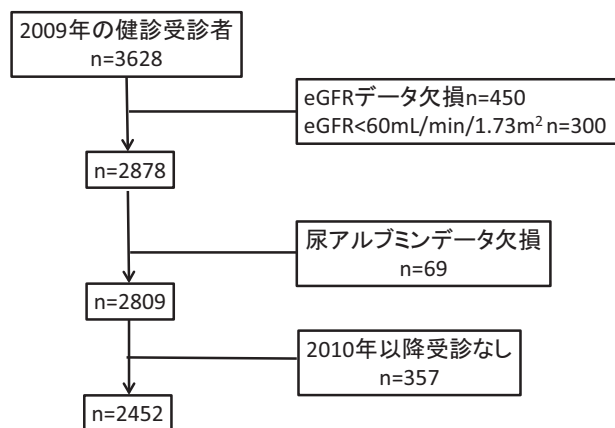 2009年の健診受診者
n=3628
eGFRデータ欠損n=450
eGFR<60mL/min/1.73m² n=300
n=2878
尿アルブミンデータ欠損
n=69
n=2809
2010年以降受診なし
n=357
n=2452